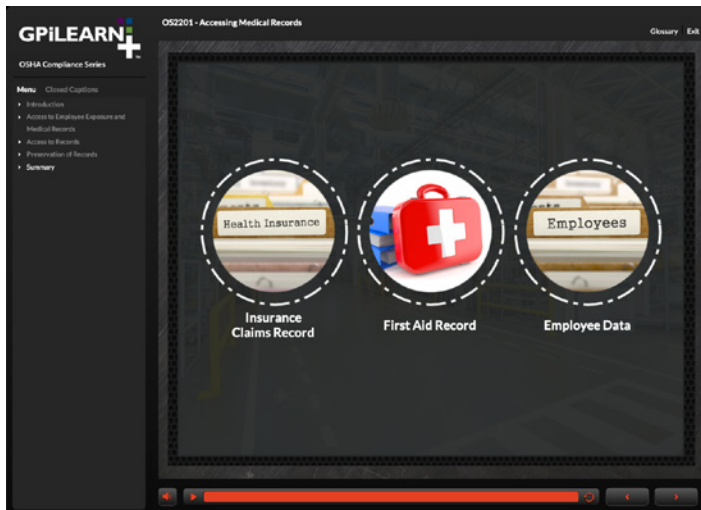 GPiLEARN
TM
OSHA Compliance Series
Menu Closed Captions
Introduction
Access to Employee Exposure and
Medical Records
Access to Records
Preservation of Records
Summary
OS2201 - Accessing Medical Records
Glossary Exit
Health Insurance
Employees
Insurance
Claims Record
First Aid Record
Employee Data